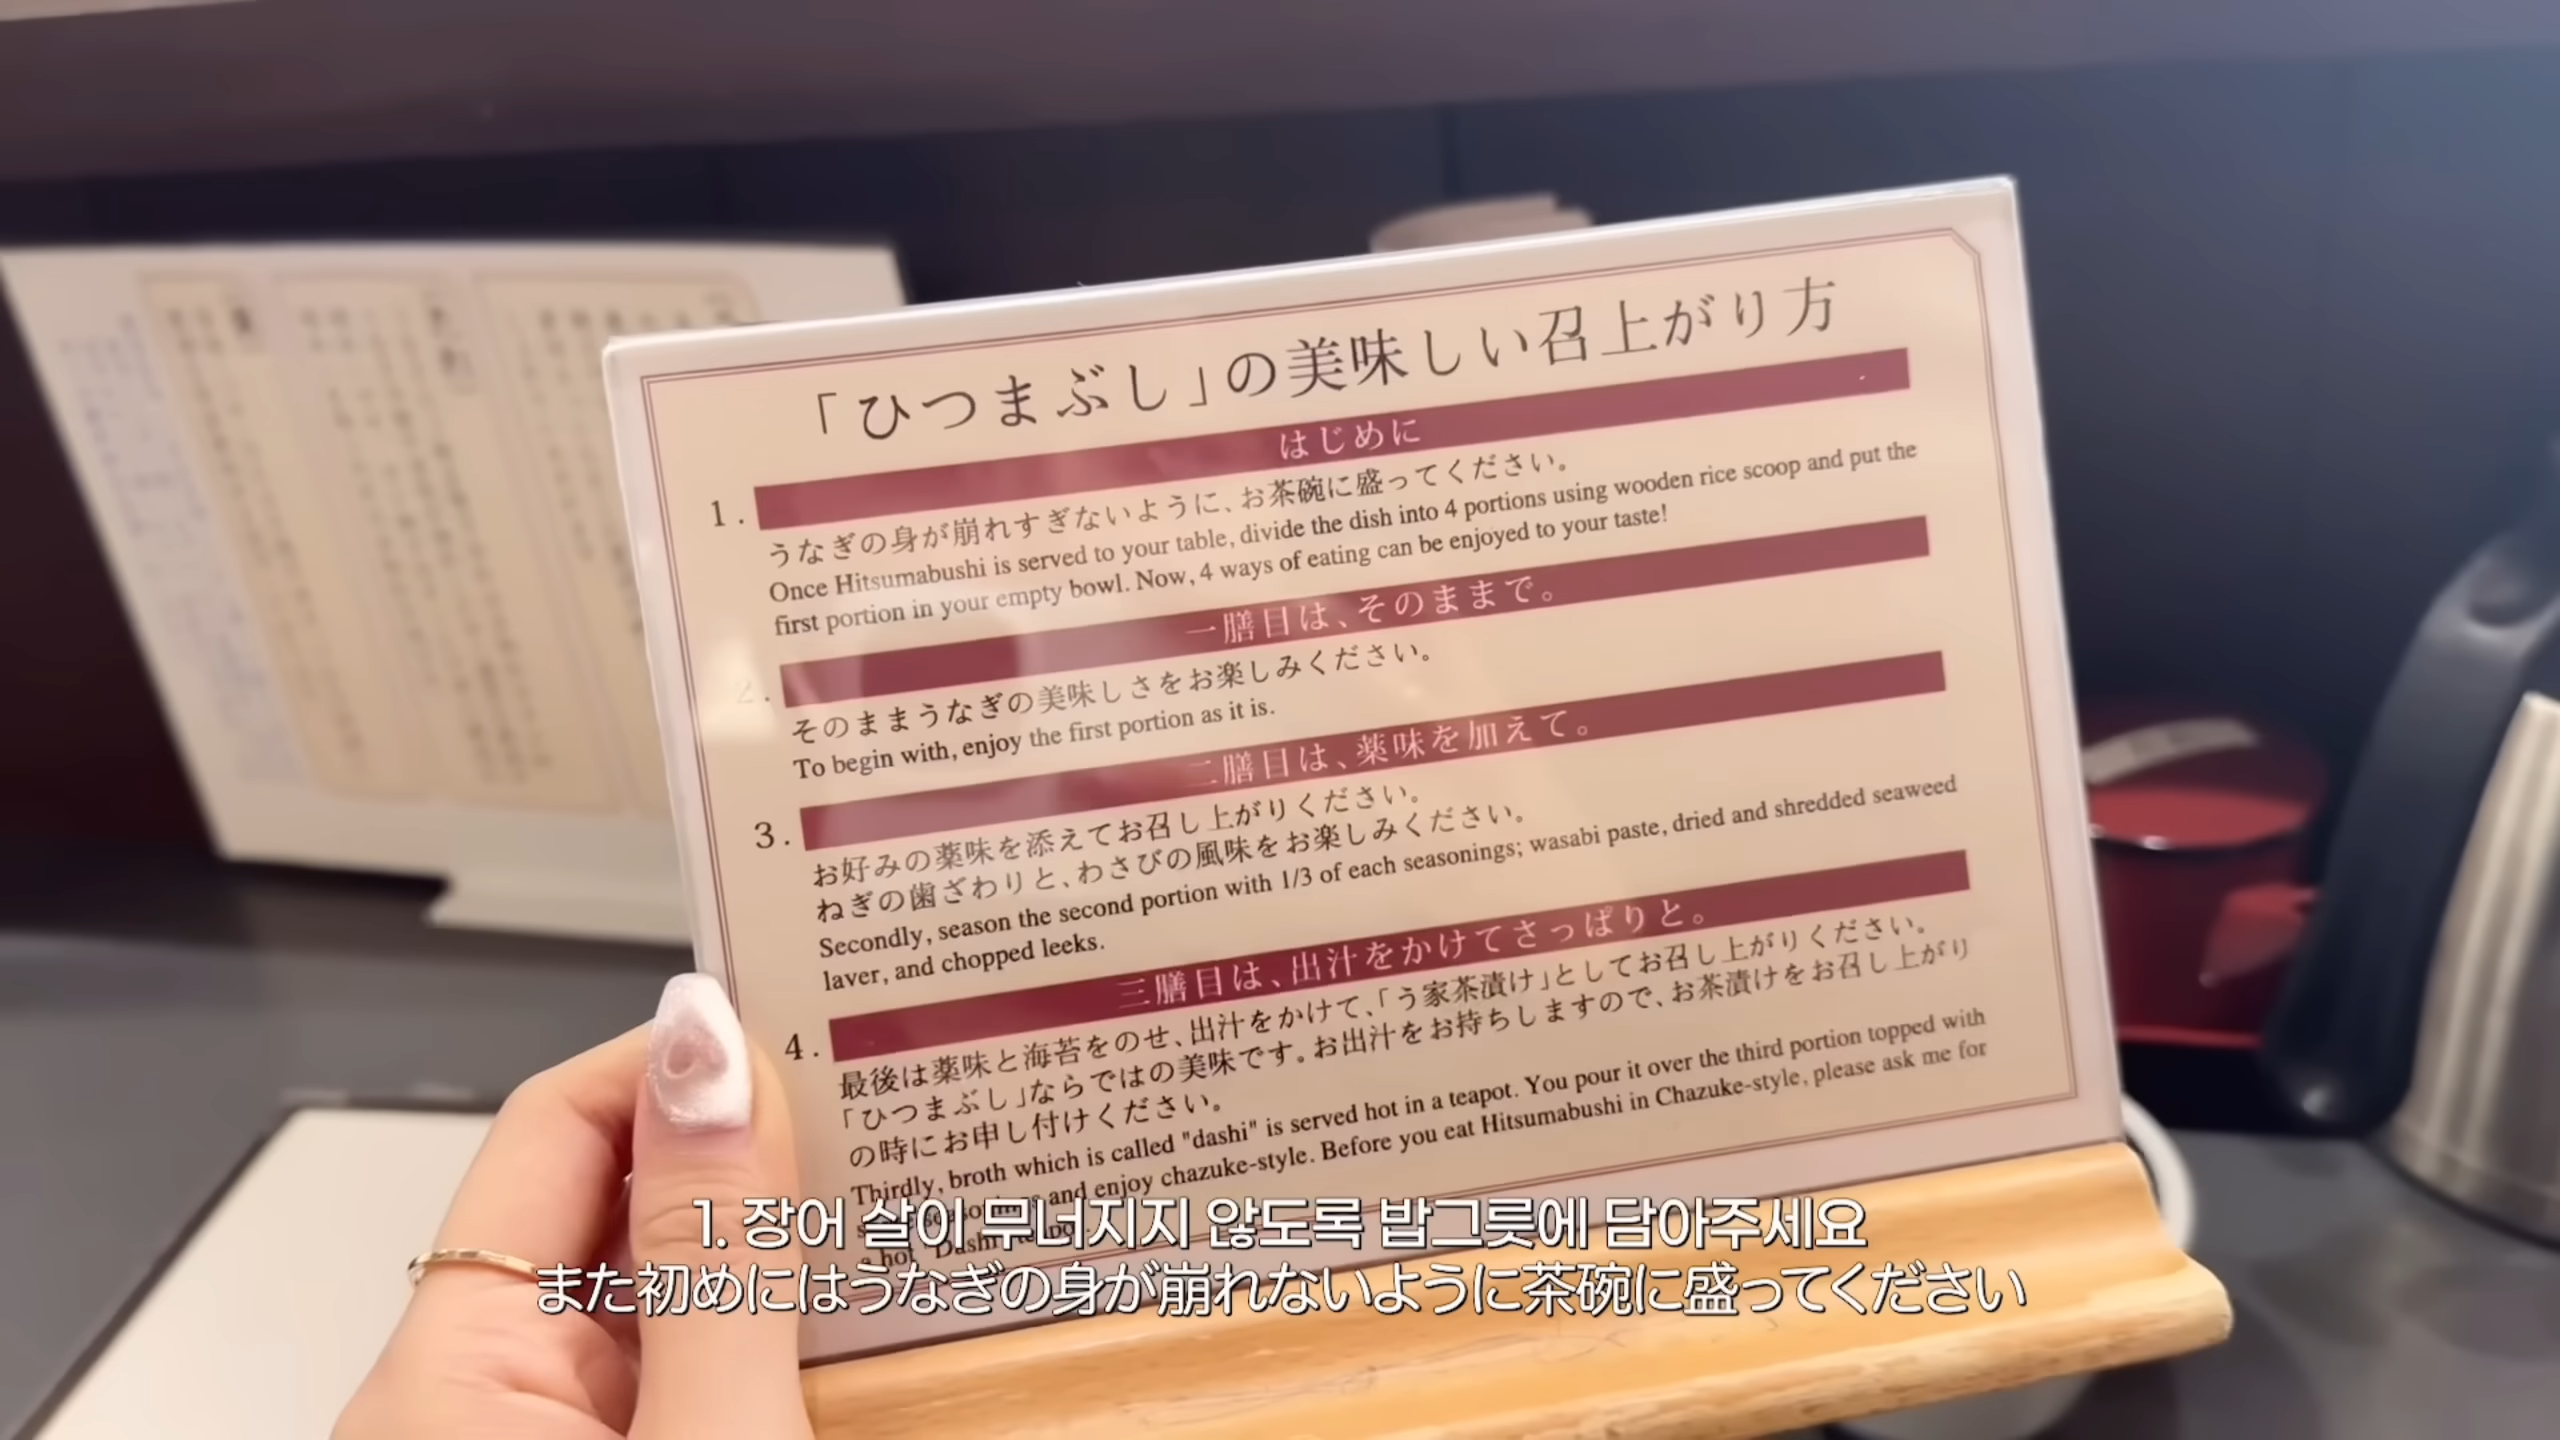 「ひつまぶし」の美味しい召上がり方
はじめに
1.
うなぎの身が崩れすぎないように、お茶碗に盛ってください。
Once Hitsumabushi is served to your table, divide the dish into 4 portions using wooden rice scoop and put the
first portion in your empty bowl. Now, 4 ways of eating can be enjoyed to your taste!
一膳目は、そのままで。
2.
そのままうなぎの美味しさをお楽しみください。
To begin with, enjoy the first portion as it is.
二膳目は、薬味を加えて。
3.
お好みの薬味を添えてお召し上がりください。
ねぎの歯ざわりと、わさびの風味をお楽しみください。
Secondly, season the second portion with 1/3 of each seasonings; wasabi paste, dried and shredded seaweed
laver, and chopped leeks.
三膳目は、出汁をかけてさっぱりと。
4.
最後は薬味と海苔をのせ、出汁をかけて、「う家茶漬け」としてお召し上がりください。
「ひつまぶし」ならではの美味です。お出汁をお持ちしますので、お茶漬けをお召し上がり
の時にお申し付けください。
Thirdly, broth which is called "dashi" is served hot in a teapot. You pour it over the third portion topped with
and enjoy chazuke-style. Before you eat Hitsumabushi in Chazuke-style, please ask me for
hot "Dashi"
1. 장어 살이 무너지지 않도록 밥그릇에 담아주세요
また初めにはうなぎの身が崩れないように茶碗に盛ってください